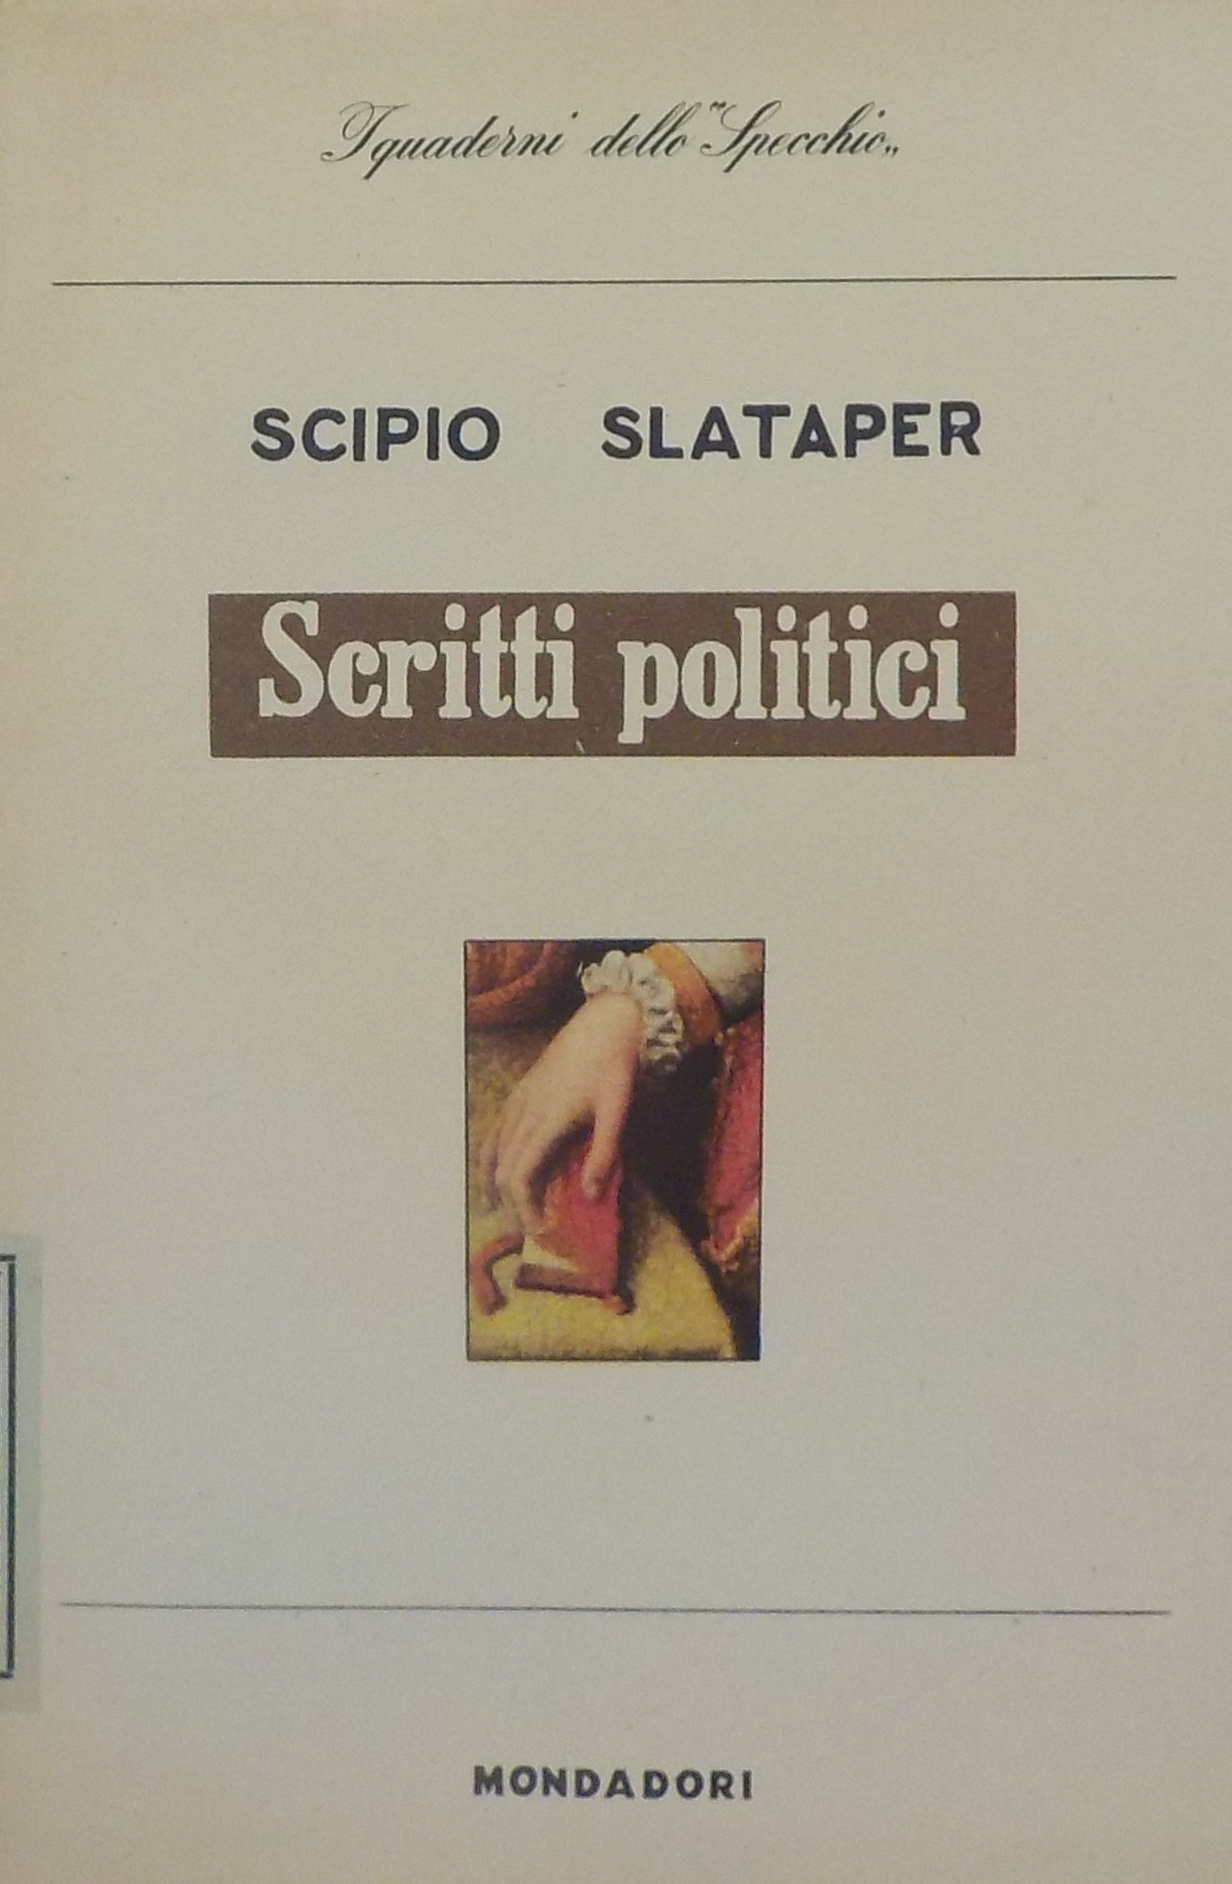 I quaderni dello "Specchio„
SCIPIO SLATAPER
Scritti politici
MONDADORI